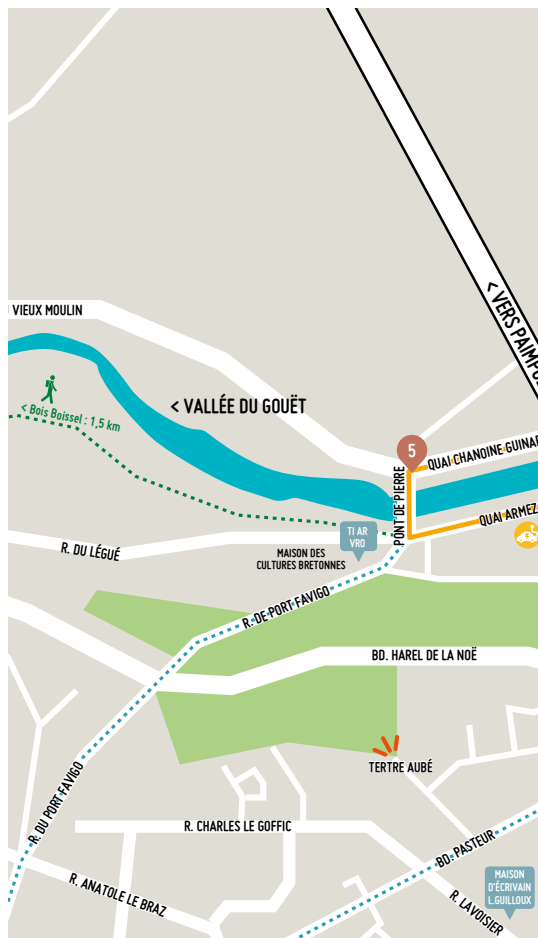 VIEUX MOULIN
< VERS PAIMPO
< VALLÉE DU GOUËT
< Bois Boissel : 1,5 km
5
QUAI CHANOINE GUINAR
PONT DE PIERRE
QUAI ARMEZ
TI AR
VRO
R. DU LÉGUÉ
MAISON DES
CULTURES BRETONNES
R. DE PORT FAVIGO
BD. HAREL DE LA NOË
TERTRE AUBÉ
R. DU PORT FAVIGO
R. CHARLES LE GOFFIC
BD. PASTEUR
R. ANATOLE LE BRAZ
MAISON
D'ÉCRIVAIN
L.GUILLOUX
R. LAVOISIER